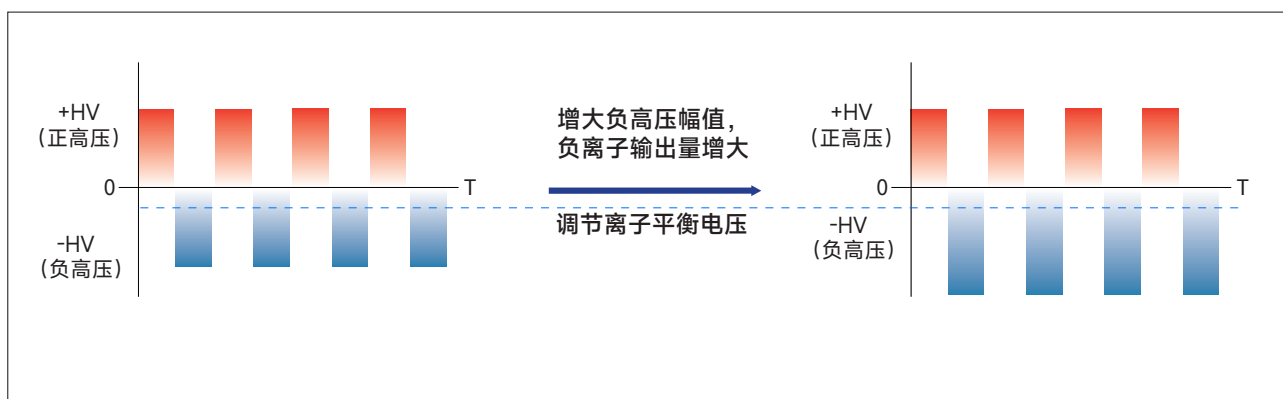 +HV
（正高压）
0
T
-HV
（负高压）
增大负高压幅值，
负离子输出量增大
调节离子平衡电压
+HV
（正高压）
0
T
-HV
（负高压）